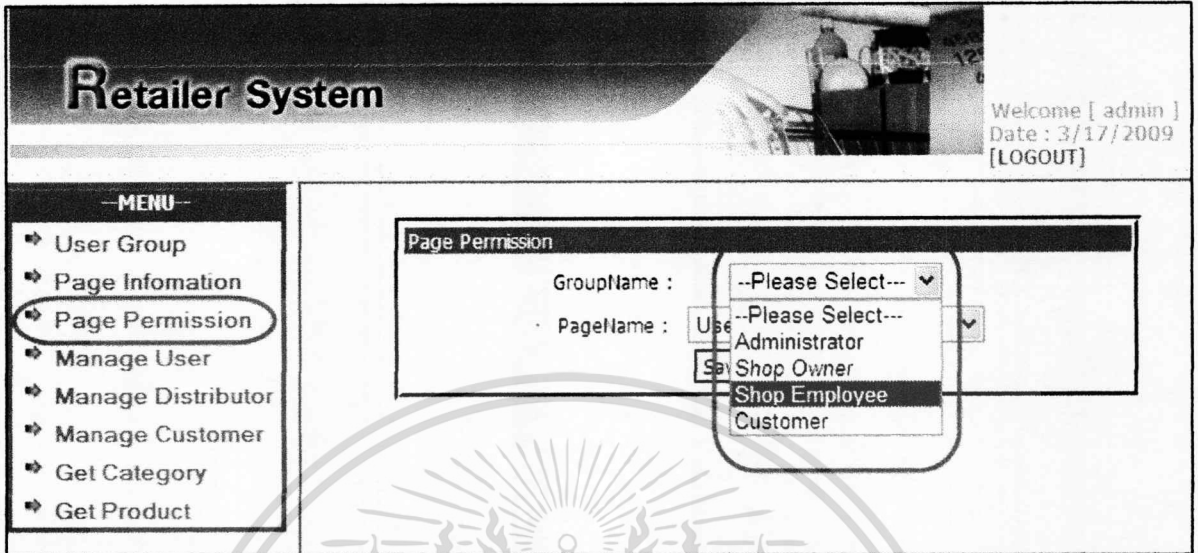 Retailer System
Welcome [ admin ]
Date : 3/17/2009
[LOGOUT]
--MENU--
User Group
Page Infomation
Page Permission
Manage User
Manage Distributor
Manage Customer
Get Category
Get Product
Page Permission
GroupName :
--Please Select---
PageName :
--Please Select---
Administrator
Shop Owner
Shop Employee
Customer